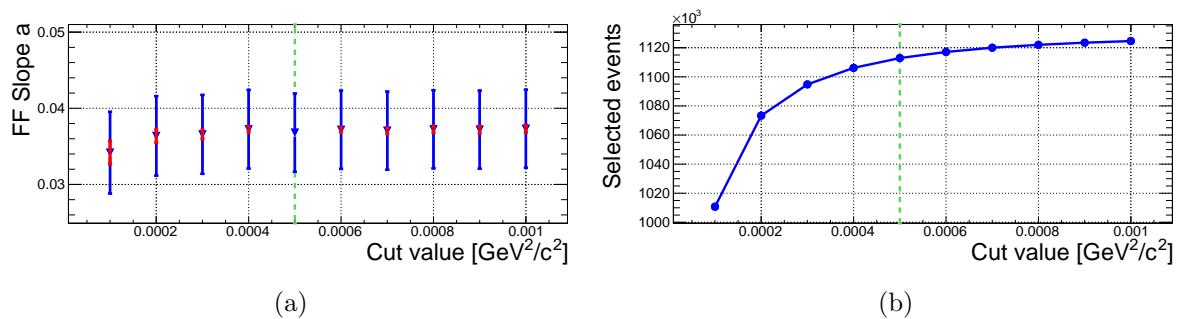 FF Slope a
0.05
0.04
0.03
0.0002 0.0004 0.0006 0.0008 0.001
Cut value [GeV²/c²]
(a)
Selected events
×10³
1120
1100
1080
1060
1040
1020
1000
0.0002 0.0004 0.0006 0.0008 0.001
Cut value [GeV²/c²]
(b)